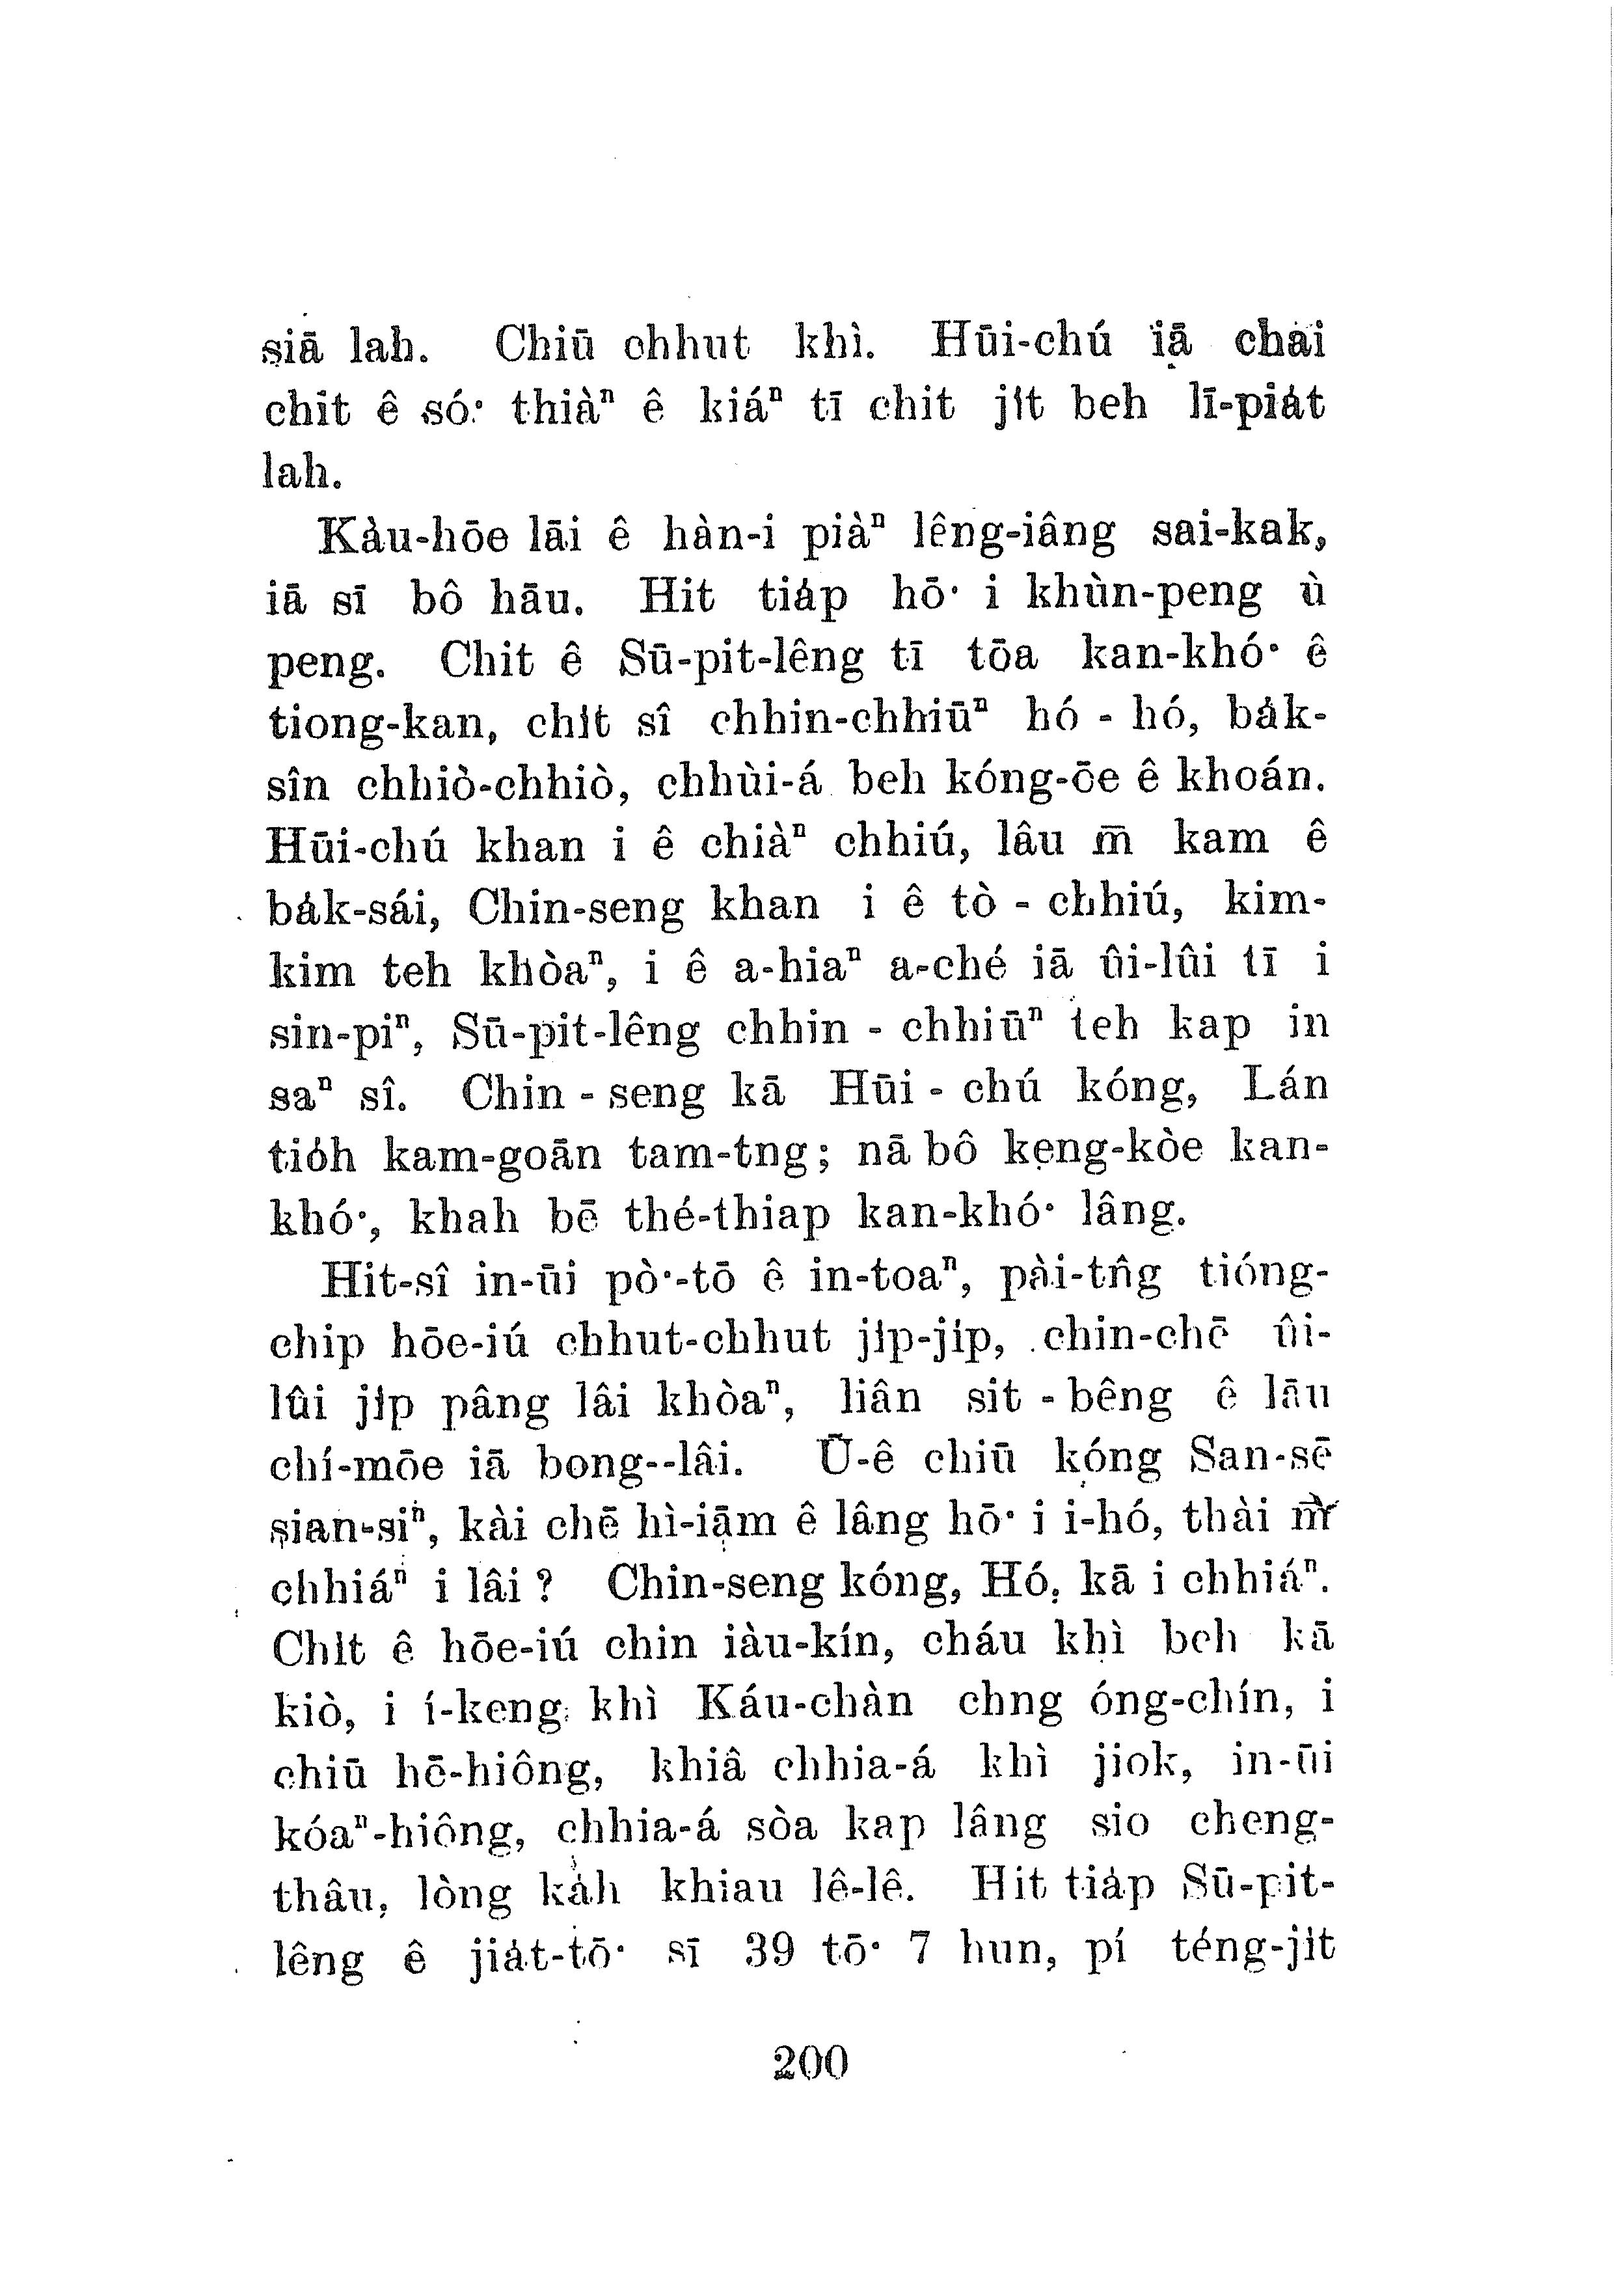 siā lah. Chiū chhut khì. Hūi-chú iā chai
chit ê só͘ thiàⁿ ê kiáⁿ tī chit ji̍t beh lī-pia̍t
lah.
Kàu-hōe lāi ê hàn-i piàⁿ lêng-iâng sai-kak,
iā sī bô hāu. Hit tia̍p hō͘ i khùn-peng ù
peng. Chit ê Sū-pit-lêng tī tōa kan-khó͘ ê
tiong-kan, chi̍t sî chhin-chhiūⁿ hó - hó, ba̍k-
sîn chhiò-chhiò, chhùi-á beh kóng-ōe ê khoán.
Hūi-chú khan i ê chiàⁿ chhiú, lâu m̄ kam ê
ba̍k-sái, Chin-seng khan i ê tò - chhiú, kim-
kim teh khòaⁿ, i ê a-hiaⁿ a-ché iā ûi-lûi tī i
sin-piⁿ, Sū-pit-lêng chhin - chhiūⁿ teh kap in
saⁿ sî. Chin - seng kā Hūi - chú kóng, Lán
tio̍h kam-goān tam-tng; nā bô keng-kòe kan-
khó͘, khah bē thé-thiap kan-khó͘ lâng.
Hit-sî in-ūi pò͘-tō ê in-toaⁿ, pài-tn̂g tióng-
chip hōe-iú chhut-chhut ji̍p-ji̍p, chin-chē ûi-
lûi ji̍p pâng lâi khòaⁿ, liân sit - bêng ê lāu
chí-mōe iā bong--lâi. Ū-ê chiū kóng San-sē
sian-siⁿ, kài chē hì-iām ê lâng hō͘ i i-hó, thài m̄
chhiáⁿ i lâi? Chin-seng kóng, Hó, kā i chhiáⁿ.
Chi̍t ê hōe-iú chin iàu-kín, cháu khì beh kā
kiò, i í-keng khì Káu-chàn chng óng-chín, i
chiū hē-hiông, khiâ chhia-á khì jiok, in-ūi
kóaⁿ-hiông, chhia-á sòa kap lâng sio cheng-
thâu, lòng ka̍h khiau lê-lê. Hit tia̍p Sū-pit-
lêng ê jia̍t-tō͘ sī 39 tō͘ 7 hun, pí téng-ji̍t
200